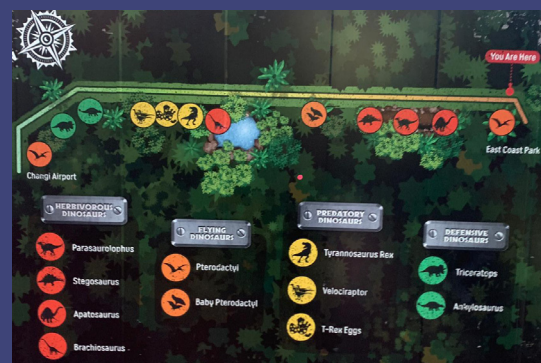 You Are Here
East Coast Park
Changi Airport
HERBIVOROUS
DINOSAURS
Parasaurolophus
Stegosaurus
Apatosaurus
Brachiosaurus
FLYING
DINOSAURS
Pterodactyl
Baby Pterodactyl
PREDATORY
DINOSAURS
Tyrannosaurus Rex
Velociraptor
T-Rex Eggs
DEFENSIVE
DINOSAURS
Triceratops
Ankylosaurus